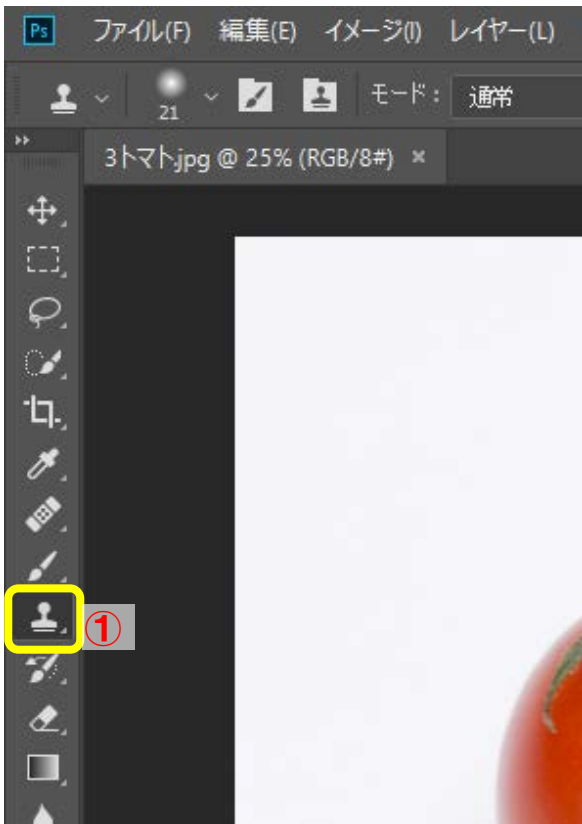 Ps ファイル(F) 編集(E) イメージ(I) レイヤー(L)
21 モード: 通常
3トマト.jpg @ 25% (RGB/8#) ×
①